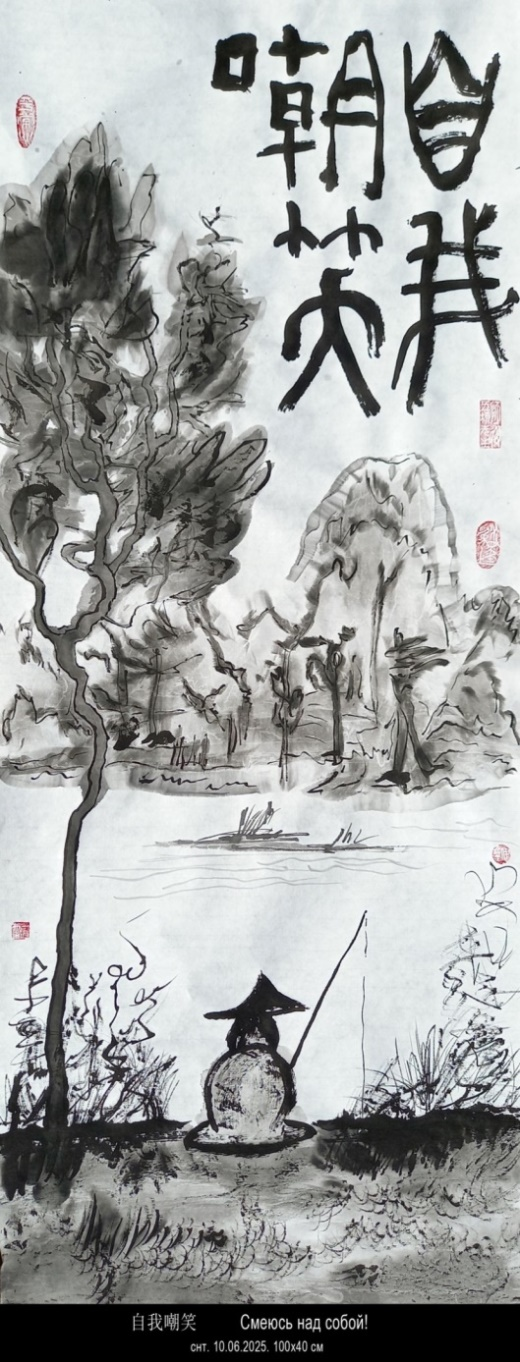 自我
嘲笑
自我嘲笑 Смеюсь над собой!
снт. 10.06.2025. 100x40 см